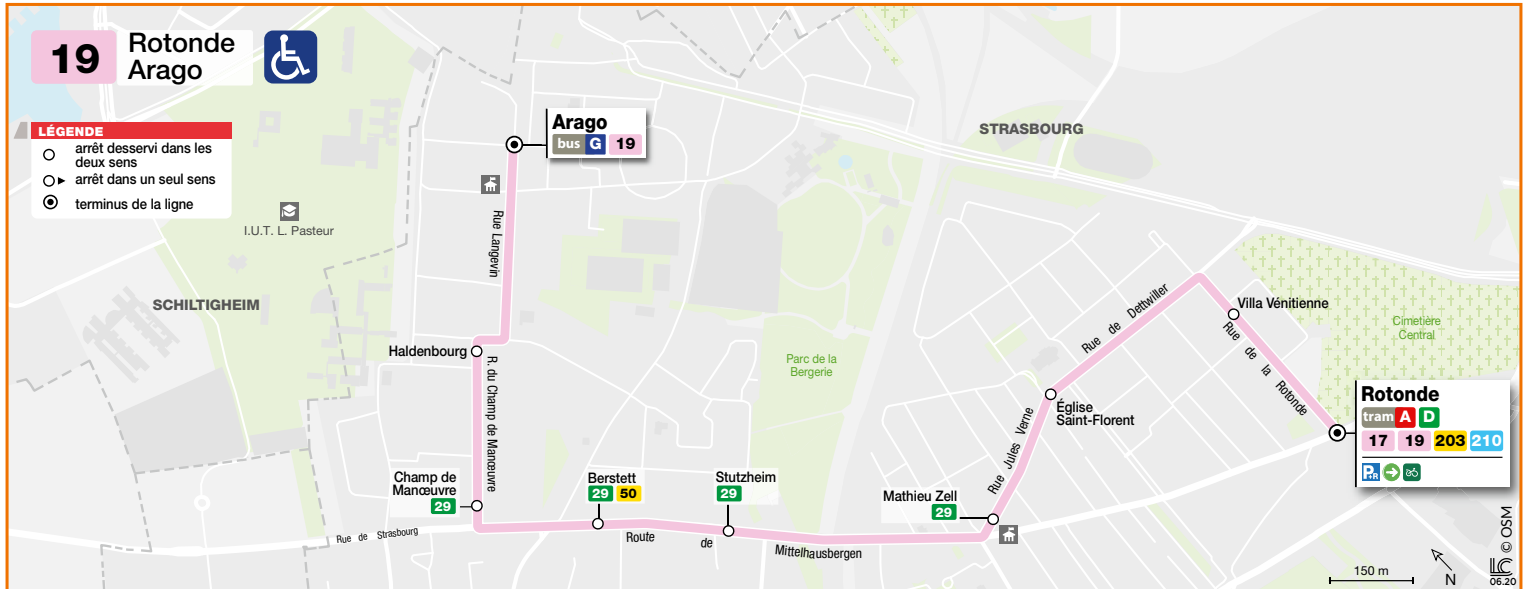 19
Rotonde
Arago
LÉGENDE
arrêt desservi dans les
deux sens
arrêt dans un seul sens
terminus de la ligne
I.U.T. L. Pasteur
SCHILTIGHEIM
Arago
bus G 19
Rue Langevin
STRASBOURG
Haldenbourg
R. du Champ de Manœuvre
Champ de
Manœuvre
29
Rue de Strasbourg
Berstett
29 50
Stutzheim
29
Route de Mittelhausbergen
Parc de la
Bergerie
Mathieu Zell
29
Rue Jules Verne
Église
Saint-Florent
Rue de Dettwiller
Villa Vénitienne
Rue de la Rotonde
Cimetière
Central
Rotonde
tram A D
17 19 203 210
P+R
150 m
N
LC © OSM
06.20